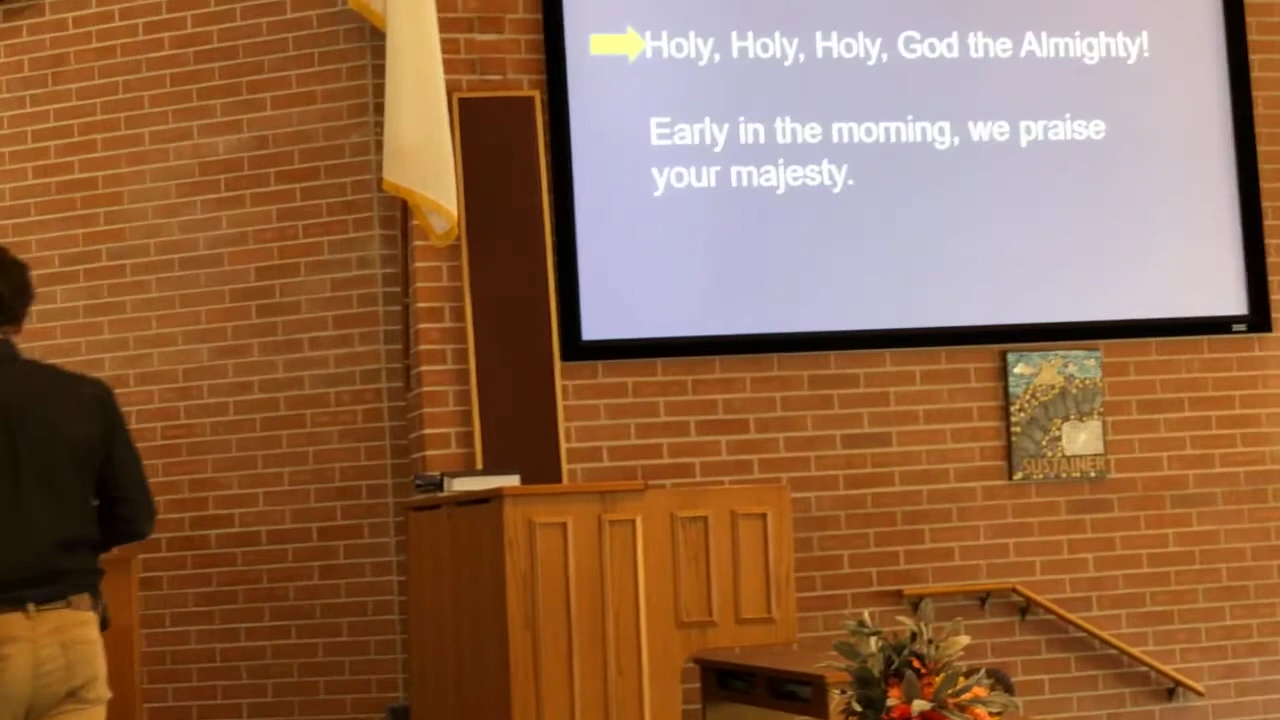 Holy, Holy, Holy, God the Almighty!
Early in the morning, we praise
your majesty.
SUSTAINER